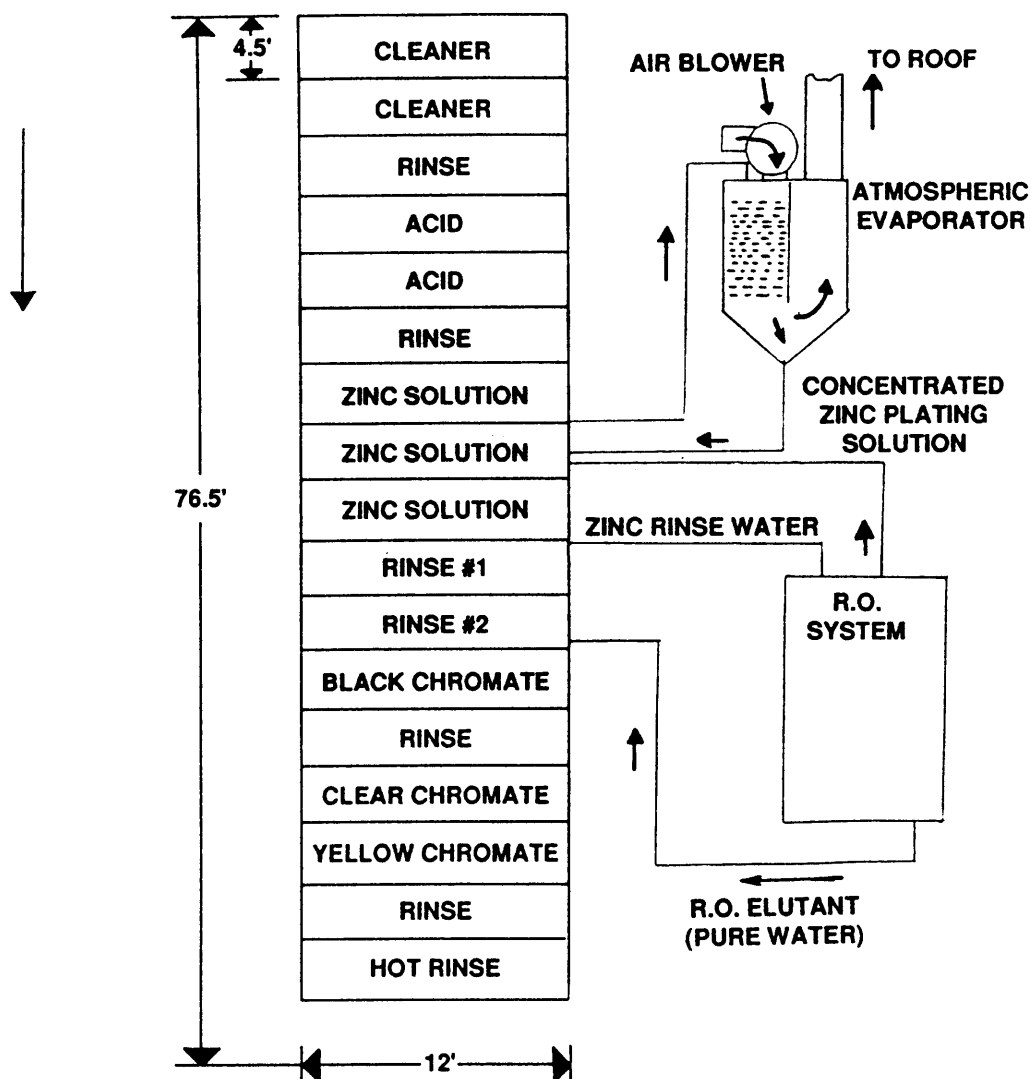 4.5'
CLEANER
CLEANER
RINSE
ACID
ACID
RINSE
ZINC SOLUTION
ZINC SOLUTION
ZINC SOLUTION
RINSE #1
RINSE #2
BLACK CHROMATE
RINSE
CLEAR CHROMATE
YELLOW CHROMATE
RINSE
HOT RINSE
76.5'
12'
AIR BLOWER
TO ROOF
ATMOSPHERIC
EVAPORATOR
CONCENTRATED
ZINC PLATING
SOLUTION
ZINC RINSE WATER
R.O.
SYSTEM
R.O. ELUTANT
(PURE WATER)